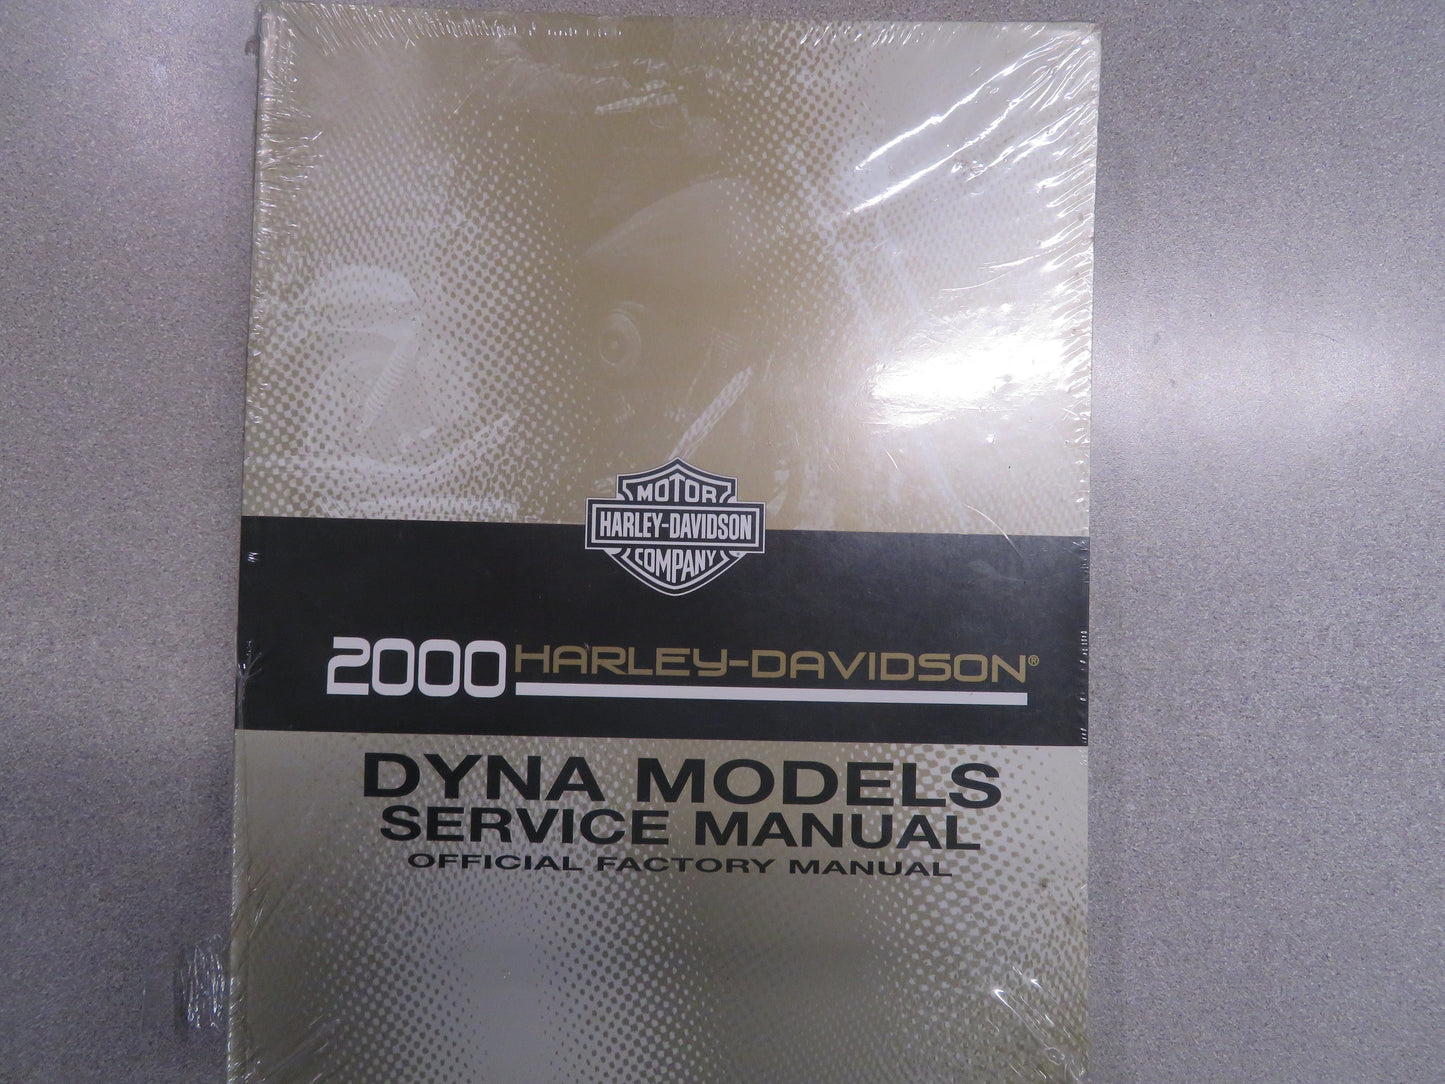 MOTOR
HARLEY-DAVIDSON
COMPANY
2000 HARLEY-DAVIDSON®
DYNA MODELS
SERVICE MANUAL
OFFICIAL FACTORY MANUAL